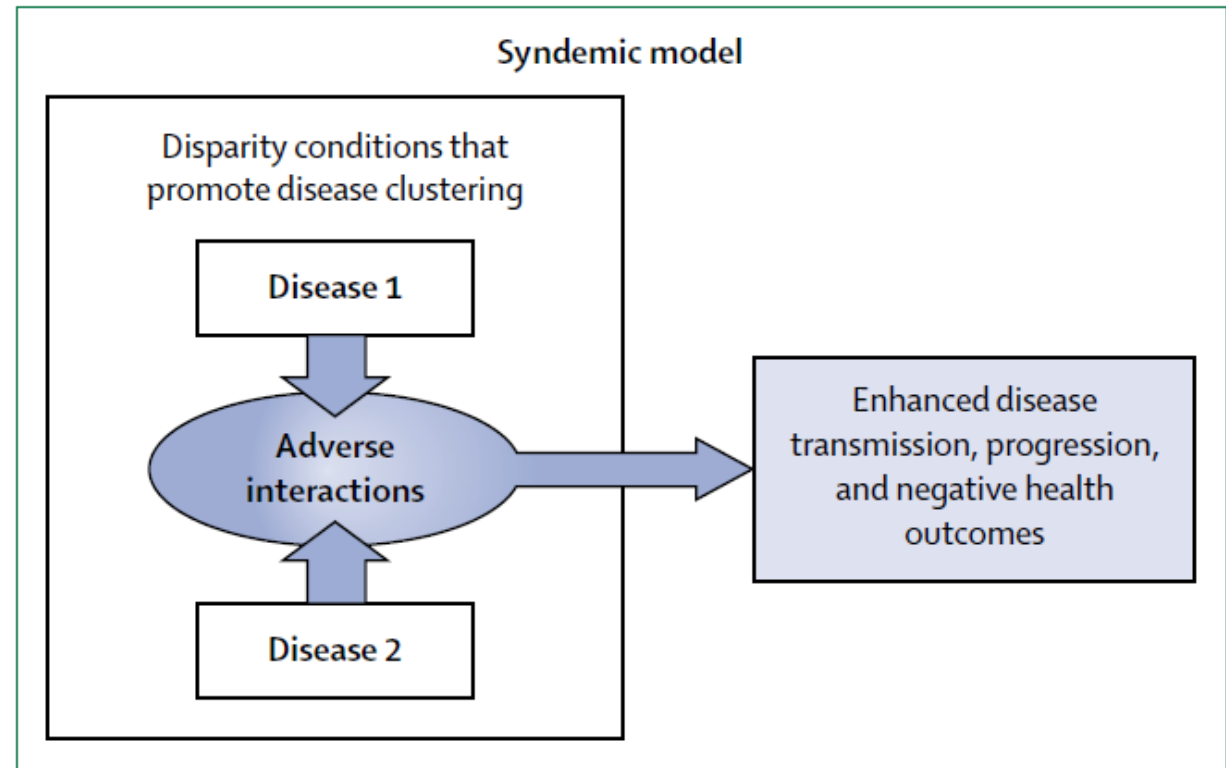 Syndemic model
Disparity conditions that
promote disease clustering
Disease 1
Adverse
interactions
Disease 2
Enhanced disease
transmission, progression,
and negative health
outcomes